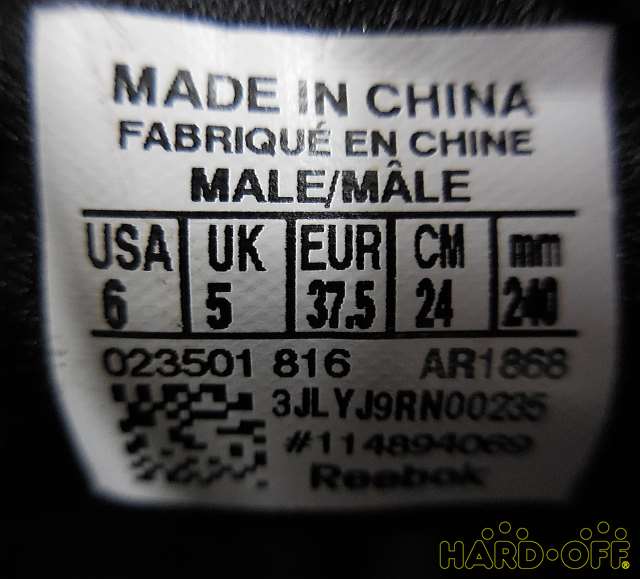 MADE IN CHINA
FABRIQUÉ EN CHINE
MALE/MÂLE
USA UK EUR CM mm
6 5 37.5 24 240
023501 816 AR1868
3JLYJ9RN00235
#114894069
Reebok
HARD-OFF®